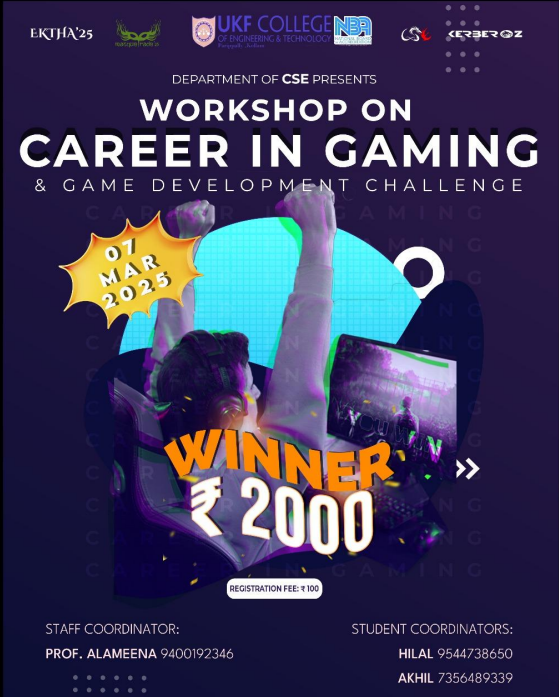 EKTHA'25
UKF COLLEGE
OF ENGINEERING & TECHNOLOGY
NBA
CSE
KERBEROZ
DEPARTMENT OF CSE PRESENTS
WORKSHOP ON
CAREER IN GAMING
& GAME DEVELOPMENT CHALLENGE
07
MAR
2025
WINNER
₹ 2000
REGISTRATION FEE: ₹ 100
STAFF COORDINATOR:
PROF. ALAMEENA 9400192346
STUDENT COORDINATORS:
HILAL 9544738650
AKHIL 7356489339